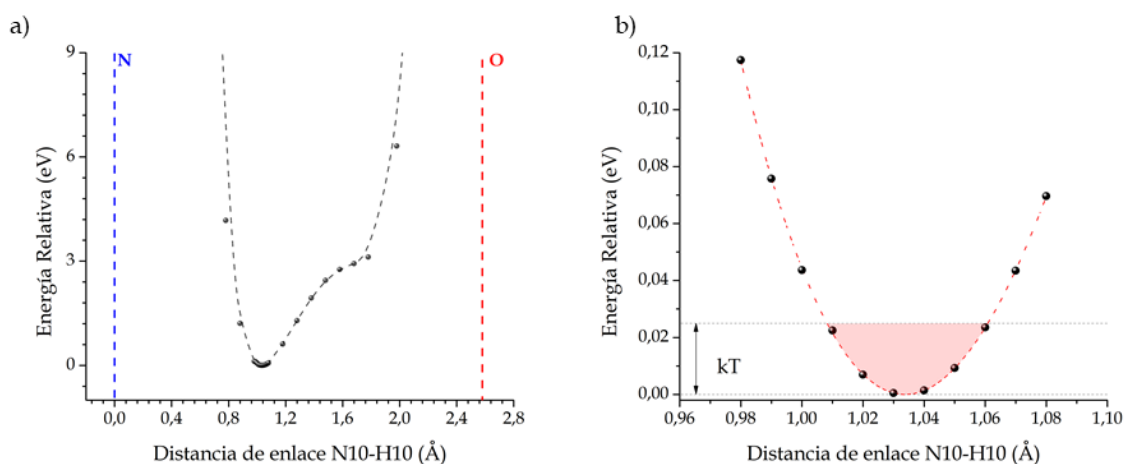 a)
N
O
9
6
3
0
Energía Relativa (eV)
0,0 0,4 0,8 1,2 1,6 2,0 2,4 2,8
Distancia de enlace N10-H10 (Å)
b)
0,12
0,10
0,08
0,06
0,04
0,02
0,00
Energía Relativa (eV)
kT
0,96 0,98 1,00 1,02 1,04 1,06 1,08 1,10
Distancia de enlace N10-H10 (Å)